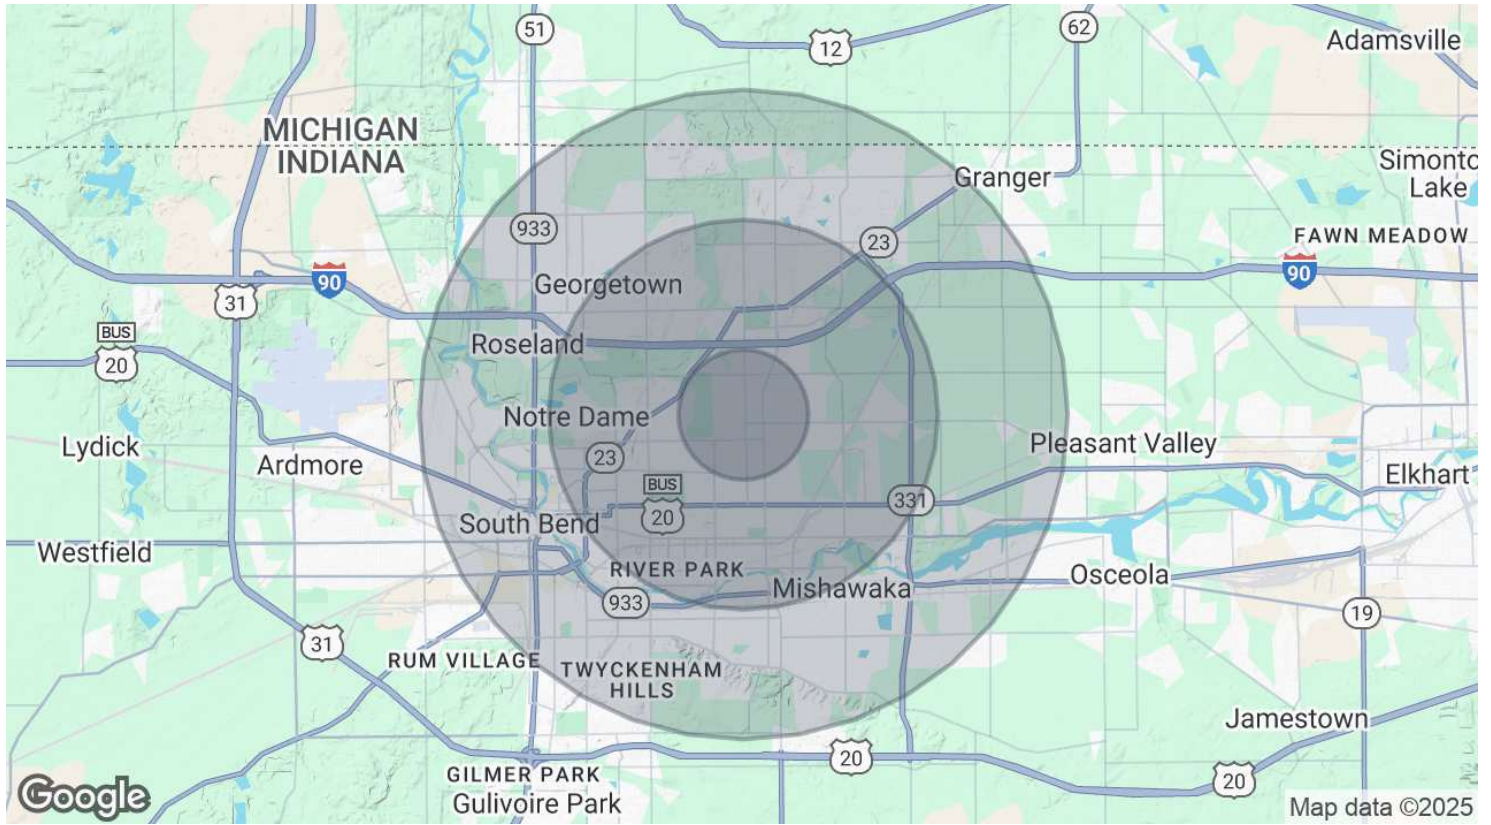 51
12
62
Adamsville
MICHIGAN
INDIANA
Simonto
Lake
Granger
933
23
FAWN MEADOW
90
90
31
Georgetown
BUS
20
Roseland
Notre Dame
Lydick
Ardmore
23
Pleasant Valley
Elkhart
BUS
20
331
South Bend
Westfield
RIVER PARK
Mishawaka
Osceola
933
19
31
RUM VILLAGE
TWYCKENHAM
HILLS
Jamestown
20
20
GILMER PARK
Gulivoire Park
Google
Map data ©2025